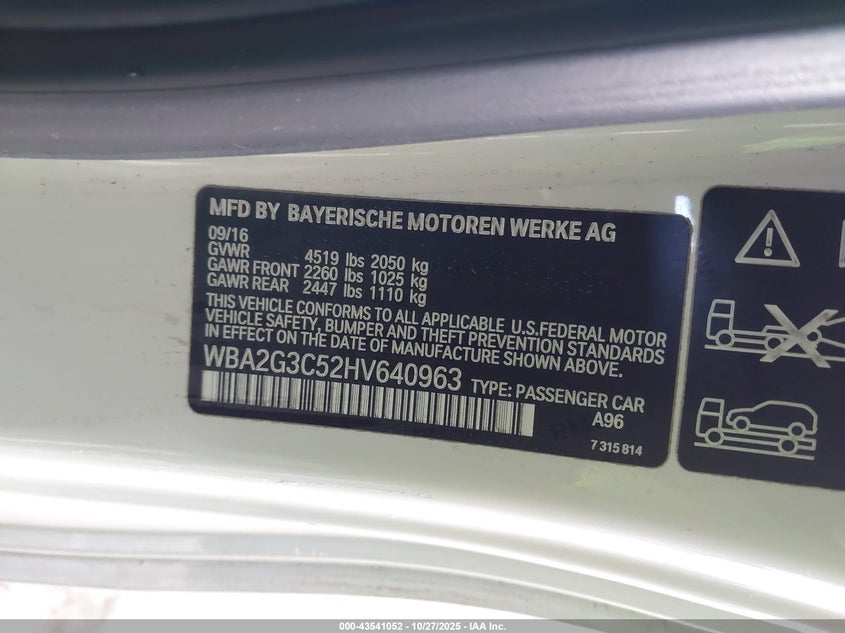 MFD BY BAYERISCHE MOTOREN WERKE AG
09/16
GVWR 4519 lbs 2050 kg
GAWR FRONT 2260 lbs 1025 kg
GAWR REAR 2447 lbs 1110 kg
THIS VEHICLE CONFORMS TO ALL APPLICABLE U.S.FEDERAL MOTOR
VEHICLE SAFETY, BUMPER AND THEFT PREVENTION STANDARDS
IN EFFECT ON THE DATE OF MANUFACTURE SHOWN ABOVE.
WBA2G3C52HV640963 TYPE: PASSENGER CAR
A96
7 315 814
000-43541052 - 10/27/2025 - IAA Inc.